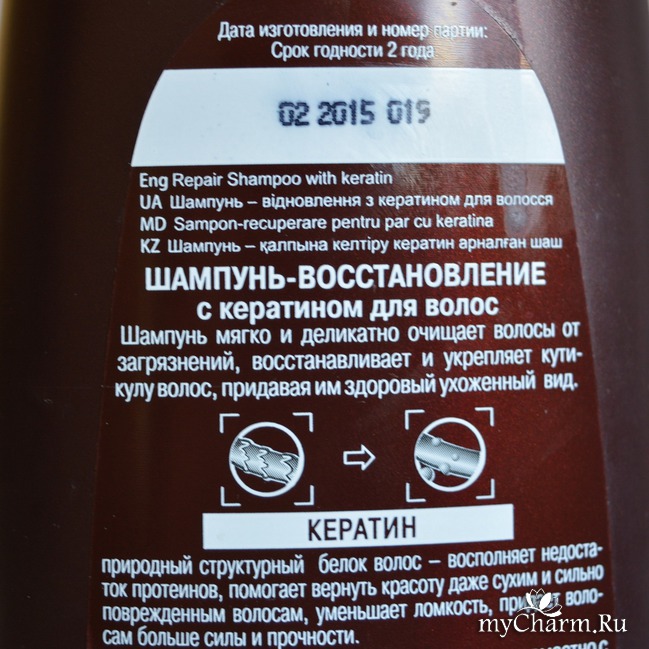 Дата изготовления и номер партии:
Срок годности 2 года
02 2015 019
Eng Repair Shampoo with keratin
UA Шампунь – відновлення з кератином для волосся
MD Sampon-recuperare pentru par cu keratina
KZ Шампунь – қалпына келтіру кератин арналған шаш
ШАМПУНЬ-ВОССТАНОВЛЕНИЕ
с кератином для волос
Шампунь мягко и деликатно очищает волосы от
загрязнений, восстанавливает и укрепляет кути-
кулу волос, придавая им здоровый ухоженный вид.
КЕРАТИН
природный структурный белок волос – восполняет недоста-
ток протеинов, помогает вернуть красоту даже сухим и сильно
поврежденным волосам, уменьшает ломкость, воло-
сам больше силы и прочности.
myCharm.Ru